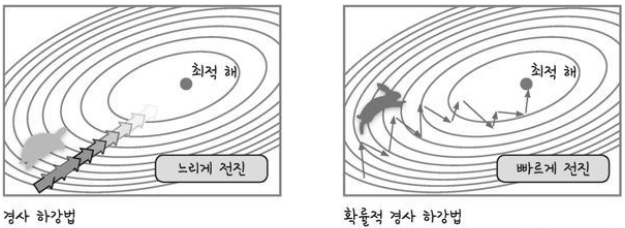 최적 해
느리게 전진
경사 하강법
최적 해
빠르게 전진
확률적 경사 하강법